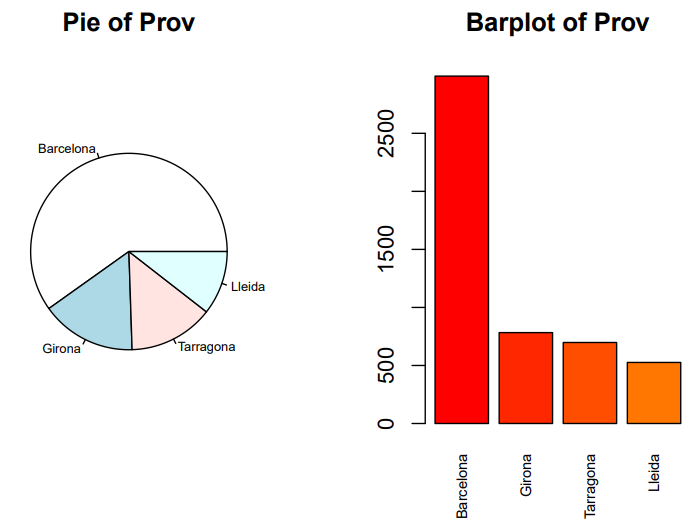 Pie of Prov
Barcelona
Lleida
Girona
Tarragona
Barplot of Prov
2500
1500
500
0
Barcelona
Girona
Tarragona
Lleida